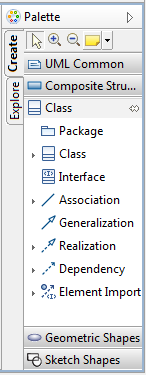 Palette
Create
Explore
UML Common
Composite Stru...
Class
Package
Class
Interface
Association
Generalization
Realization
Dependency
Element Import
Geometric Shapes
Sketch Shapes